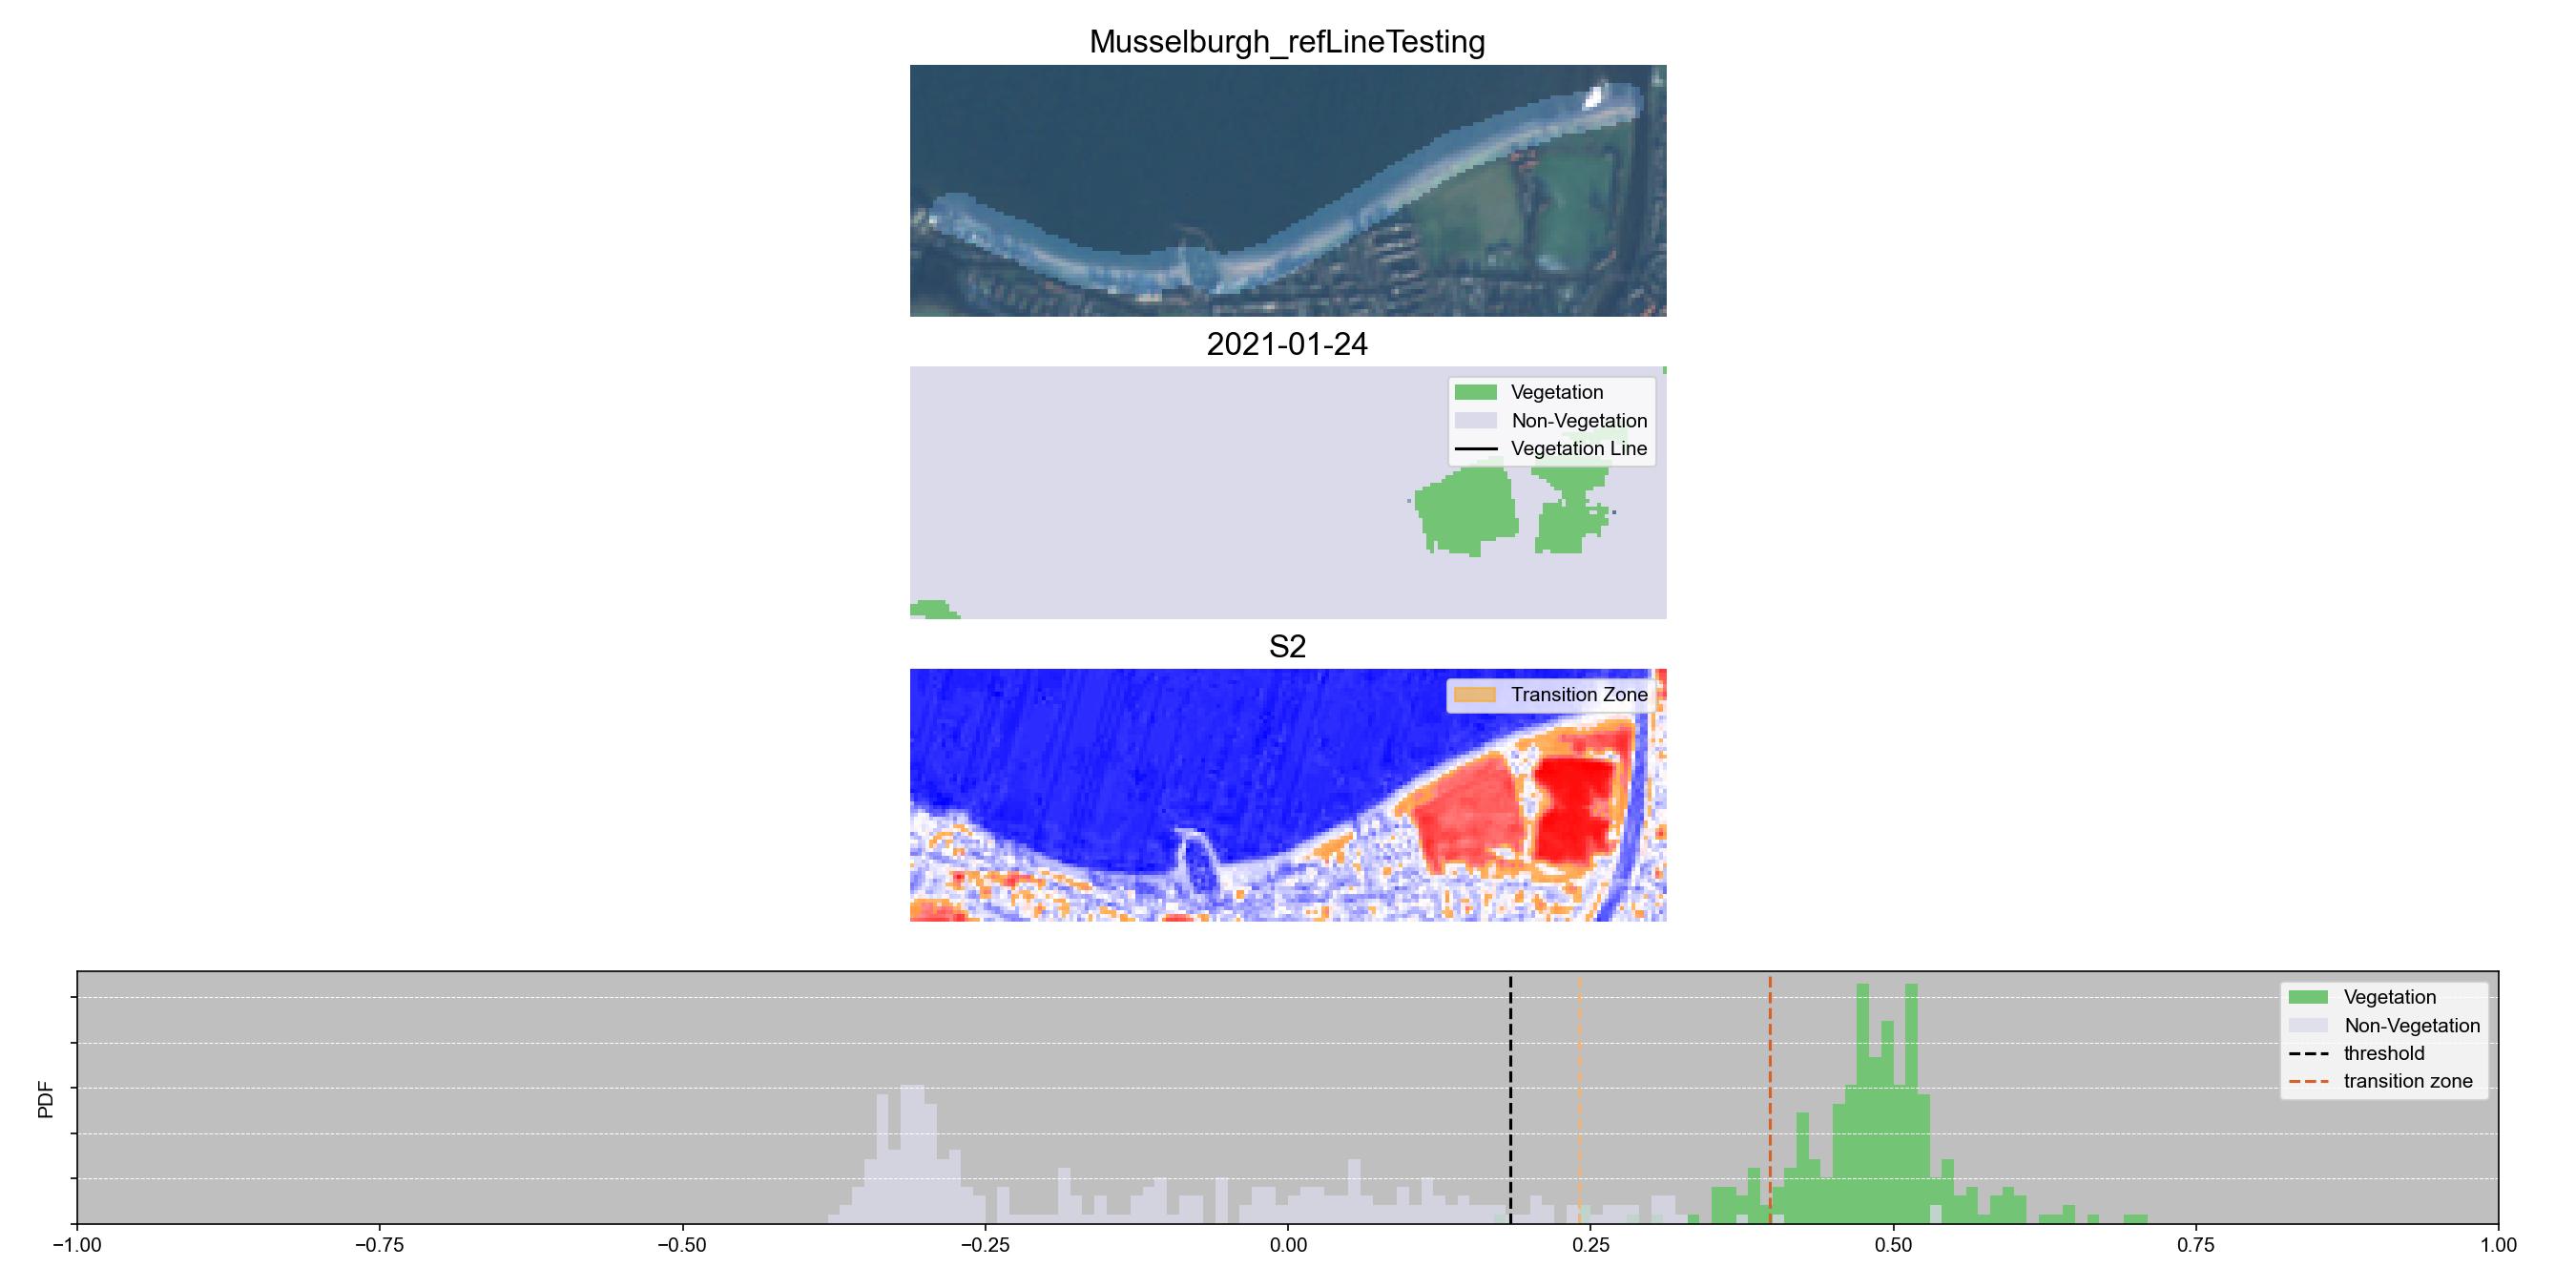 Musselburgh_refLineTesting
2021-01-24
Vegetation
Non-Vegetation
Vegetation Line
S2
Transition Zone
PDF
Vegetation
Non-Vegetation
threshold
transition zone
−1.00 −0.75 −0.50 −0.25 0.00 0.25 0.50 0.75 1.00